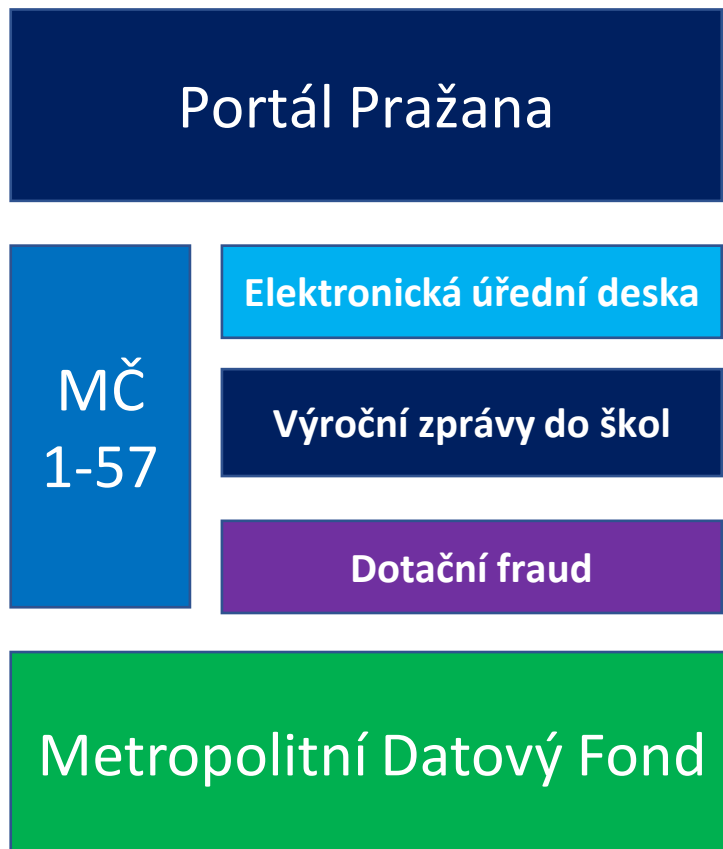 Portál Pražana
MČ
1-57
Elektronická úřední deska
Výroční zprávy do škol
Dotační fraud
Metropolitní Datový Fond